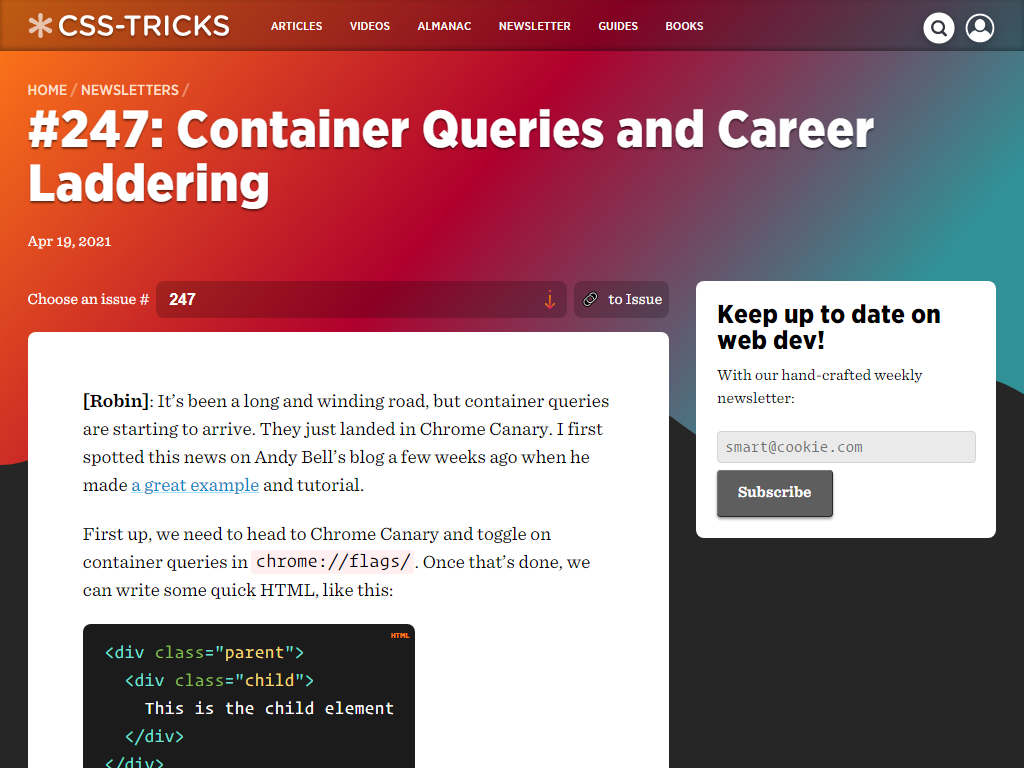 CSS-TRICKS
ARTICLES VIDEOS ALMANAC NEWSLETTER GUIDES BOOKS
HOME / NEWSLETTERS /
#247: Container Queries and Career
Laddering
Apr 19, 2021
Choose an issue # 247 to Issue
[Robin]: It’s been a long and winding road, but container queries
are starting to arrive. They just landed in Chrome Canary. I first
spotted this news on Andy Bell’s blog a few weeks ago when he
made a great example and tutorial.
First up, we need to head to Chrome Canary and toggle on
container queries in chrome://flags/. Once that’s done, we
can write some quick HTML, like this:
HTML
<div class="parent">
<div class="child">
This is the child element
</div>
</div>
Keep up to date on
web dev!
With our hand-crafted weekly
newsletter:
smart@cookie.com
Subscribe